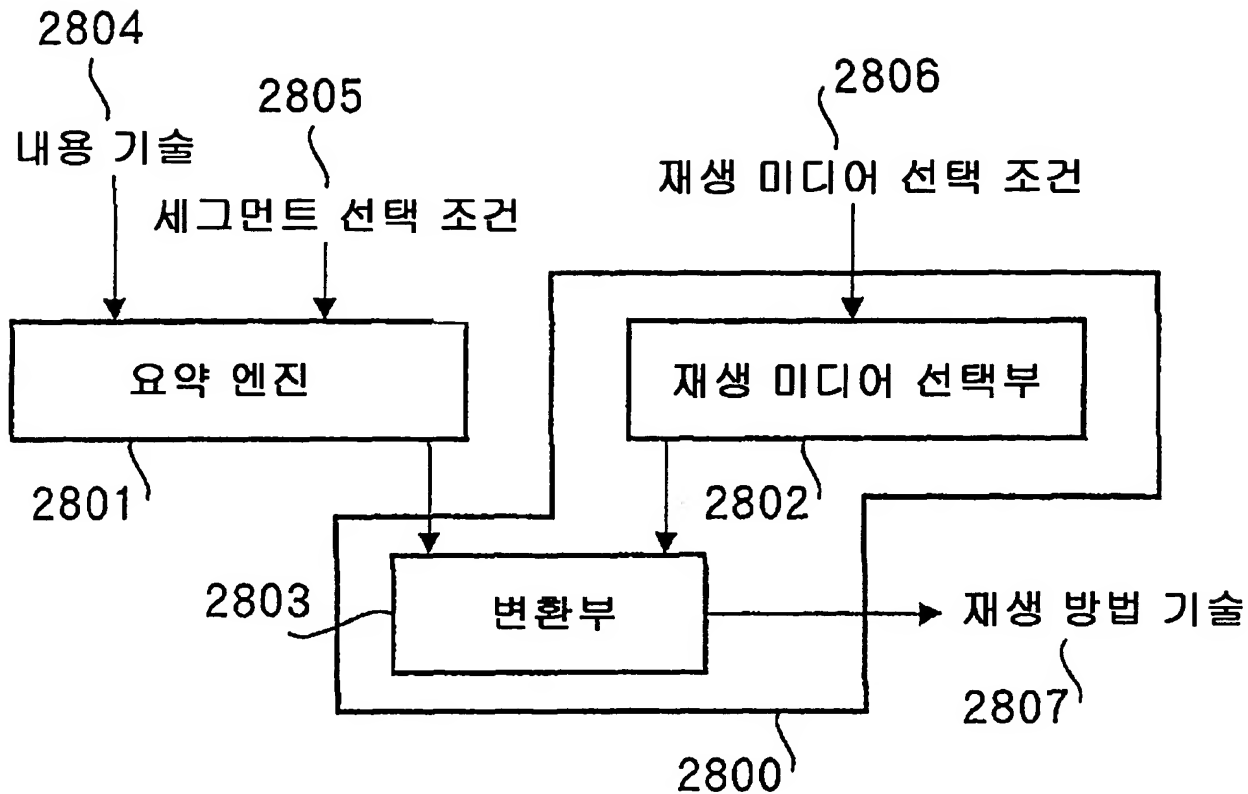 2804
2805
2806
내용 기술
세그먼트 선택 조건
재생 미디어 선택 조건
요약 엔진
재생 미디어 선택부
2801
2802
2803
변환부
재생 방법 기술
2807
2800